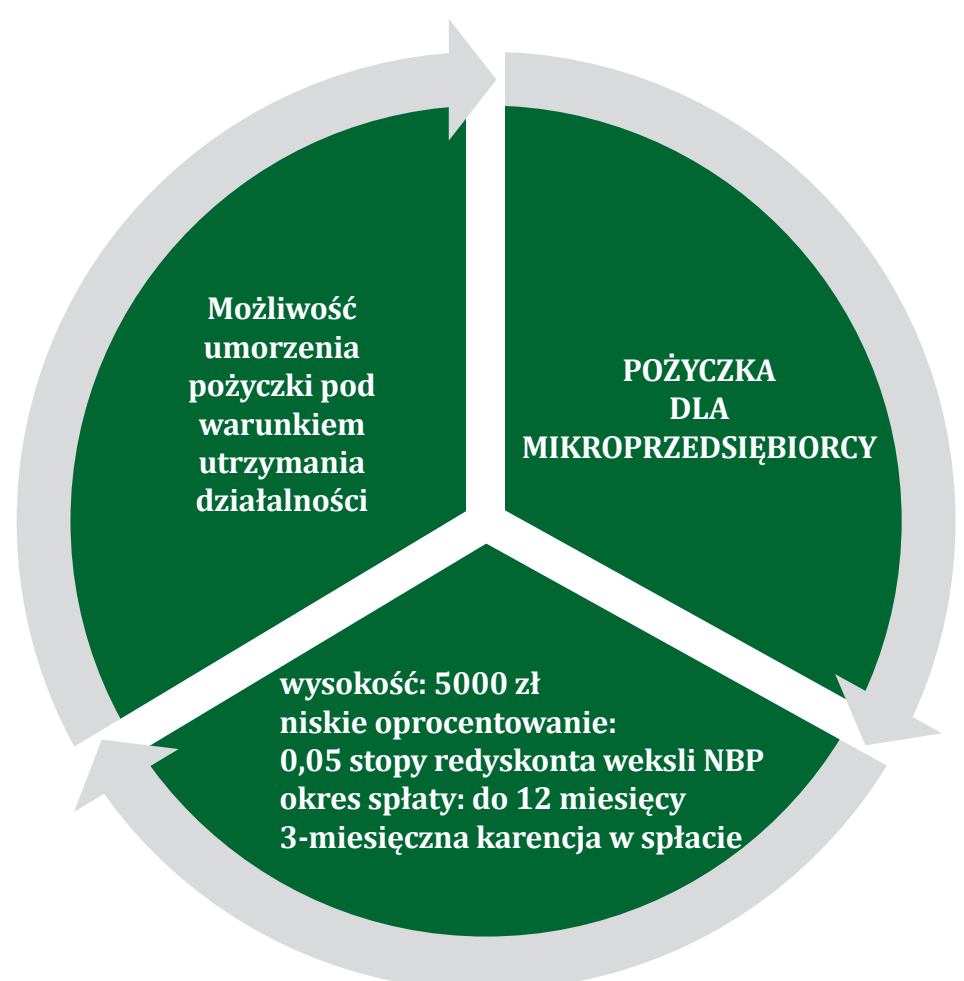 POŻYCZKA
DLA
MIKROPRZEDSIĘBIORCY
wysokość: 5000 zł
niskie oprocentowanie:
0,05 stopy redyskonta weksli NBP
okres spłaty: do 12 miesięcy
3-miesięczna karencja w spłacie
Możliwość
umorzenia
pożyczki pod
warunkiem
utrzymania
działalności